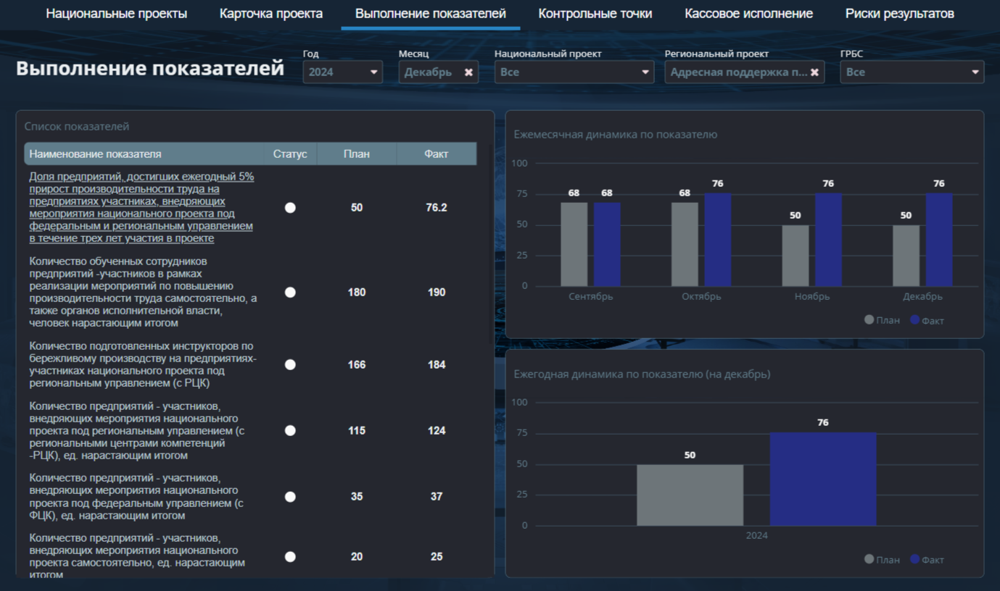 Национальные проекты
Карточка проекта
Выполнение показателей
Контрольные точки
Кассовое исполнение
Риски результатов
Выполнение показателей
Год
2024
Месяц
Декабрь
Национальный проект
Все
Региональный проект
Адресная поддержка п...
ГРБС
Все
Список показателей
Наименование показателя Статус План Факт
Доля предприятий, достигших ежегодный 5%
прирост производительности труда на
предприятиях участниках, внедряющих
мероприятия национального проекта под
федеральным и региональным управлением
в течение трех лет участия в проекте
50 76.2
Количество обученных сотрудников
предприятий -участников в рамках
реализации мероприятий по повышению
производительности труда самостоятельно, а
также органов исполнительной власти,
человек нарастающим итогом
180 190
Количество подготовленных инструкторов по
бережливому производству на предприятиях-
участниках национального проекта под
региональным управлением (с РЦК)
166 184
Количество предприятий - участников,
внедряющих мероприятия национального
проекта под региональным управлением (с
региональными центрами компетенций
-РЦК), ед. нарастающим итогом
115 124
Количество предприятий - участников,
внедряющих мероприятия национального
проекта под федеральным управлением (с
ФЦК), ед. нарастающим итогом
35 37
Количество предприятий - участников,
внедряющих мероприятия национального
проекта самостоятельно, ед. нарастающим
итогом
20 25
Ежемесячная динамика по показателю
100
75
50
25
0
68 68
68 76
50 76
50 76
Сентябрь Октябрь Ноябрь Декабрь
План Факт
Ежегодная динамика по показателю (на декабрь)
100
75
50
25
0
50 76
2024
План Факт